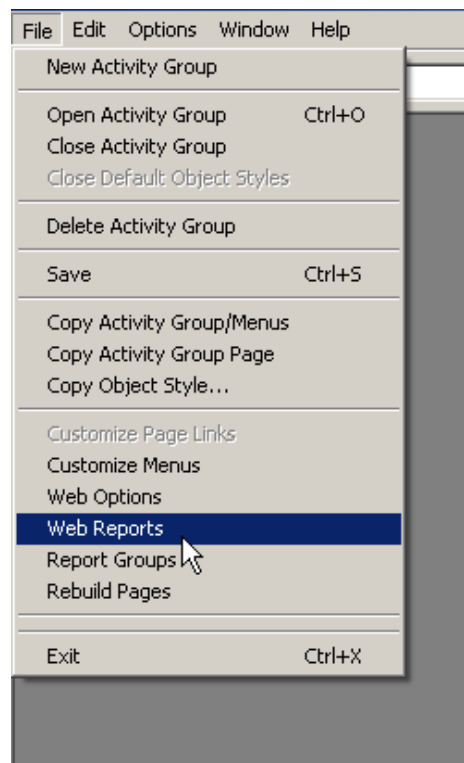 File Edit Options Window Help
New Activity Group
Open Activity Group Ctrl+O
Close Activity Group
Close Default Object Styles
Delete Activity Group
Save Ctrl+S
Copy Activity Group/Menus
Copy Activity Group Page
Copy Object Style...
Customize Page Links
Customize Menus
Web Options
Web Reports
Report Groups
Rebuild Pages
Exit Ctrl+X